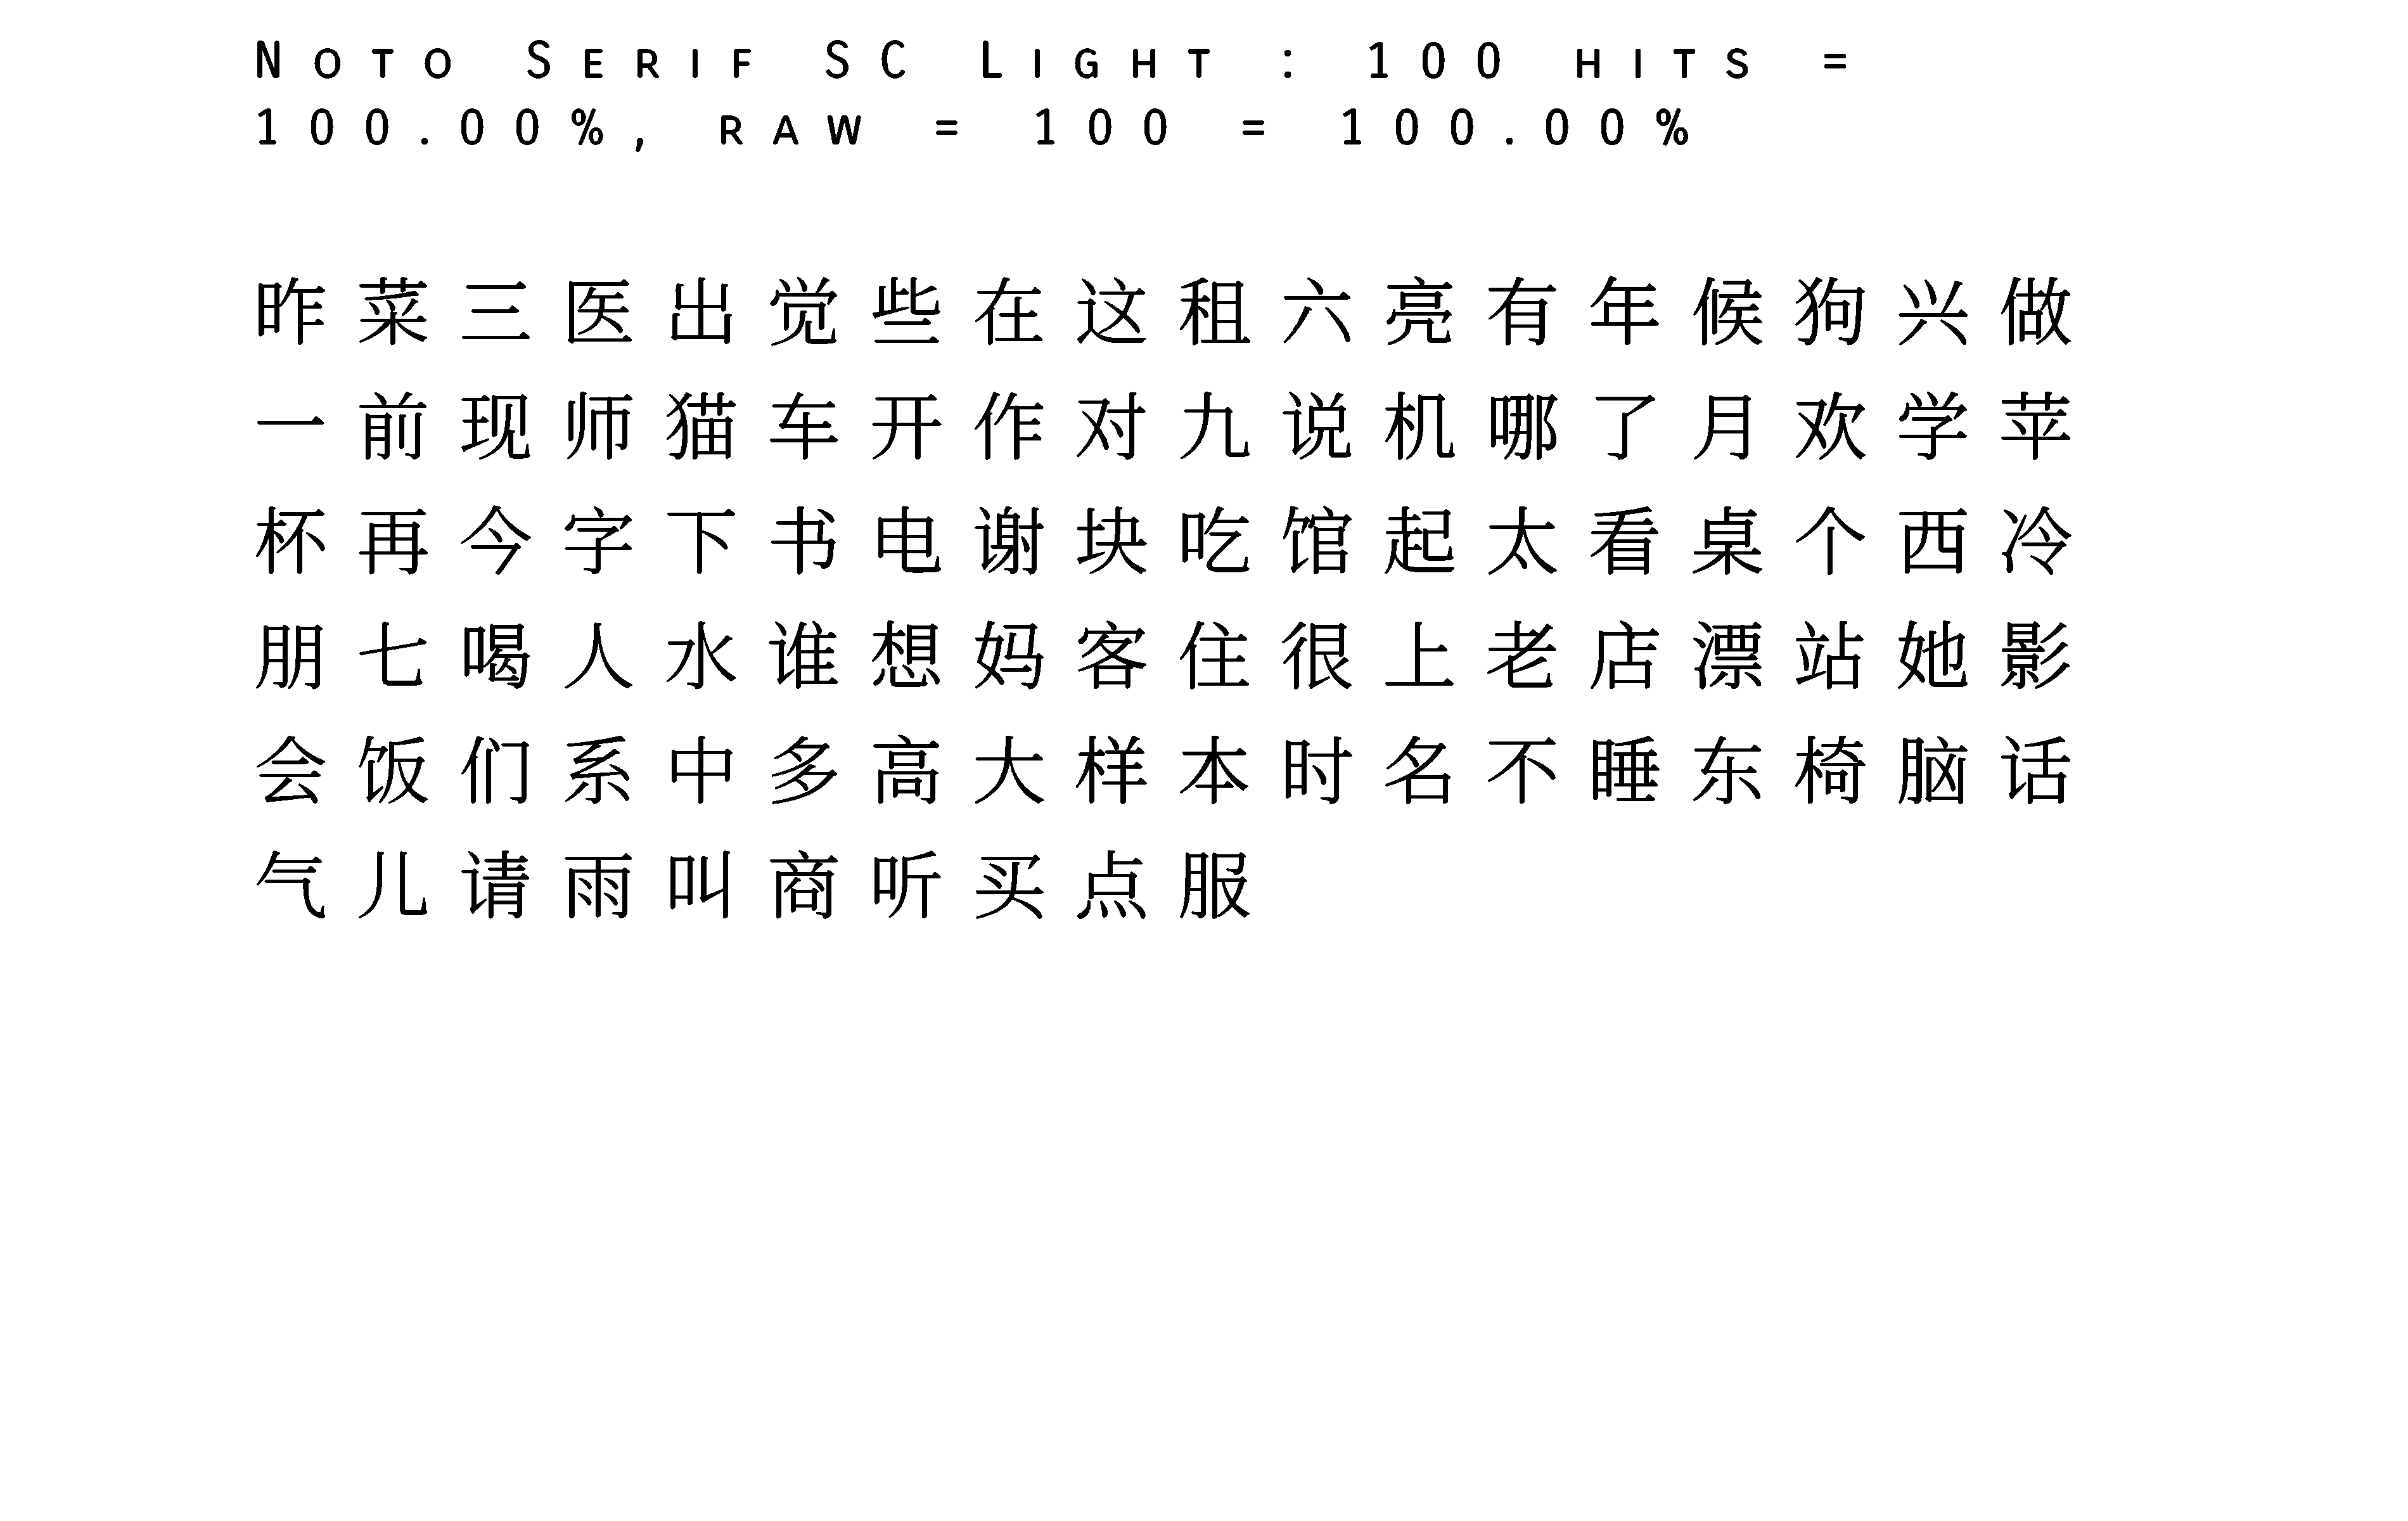 Noto Serif SC Light : 100 hits =
100.00%, raw = 100 = 100.00%
昨菜三医出觉些在这租六亮有年候狗兴做
一前现师猫车开作对九说机哪了月欢学苹
杯再今字下书电谢块吃馆起太看桌个西冷
朋七喝人水谁想妈客住很上老店漂站她影
会饭们系中多高大样本时名不睡东椅脑话
气儿请雨叫商听买点服